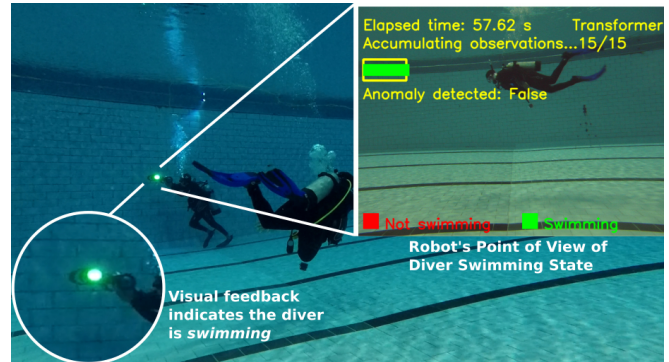 Elapsed time: 57.62 s Transformer
Accumulating observations...15/15
Anomaly detected: False
Not swimming Swimming
Robot's Point of View of
Diver Swimming State
Visual feedback
indicates the diver
is swimming